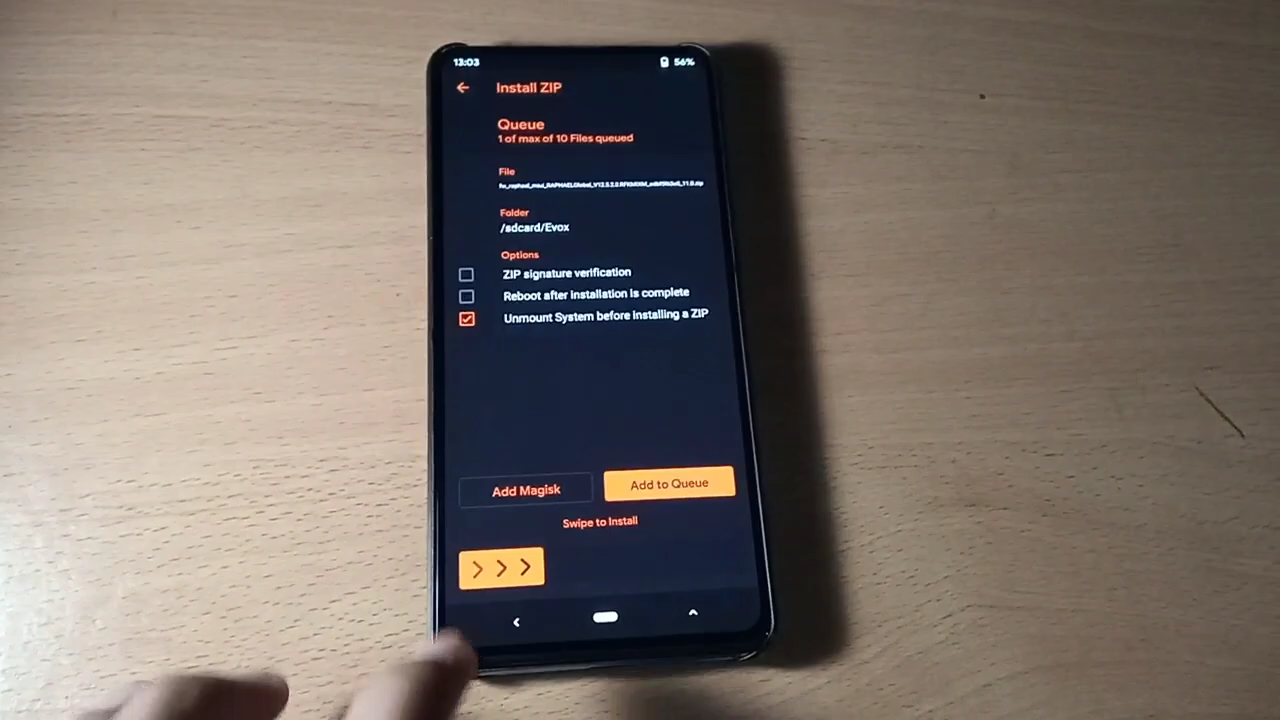 13:03
56%
Install ZIP
Queue
1 of max of 10 Files queued
File
Folder
/sdcard/Evox
Options
ZIP signature verification
Reboot after installation is complete
Unmount System before installing a ZIP
Add Magisk
Add to Queue
Swipe to Install